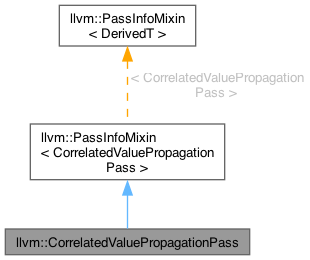 llvm::PassInfoMixin
< DerivedT >
< CorrelatedValuePropagation
Pass >
llvm::PassInfoMixin
< CorrelatedValuePropagation
Pass >
llvm::CorrelatedValuePropagationPass